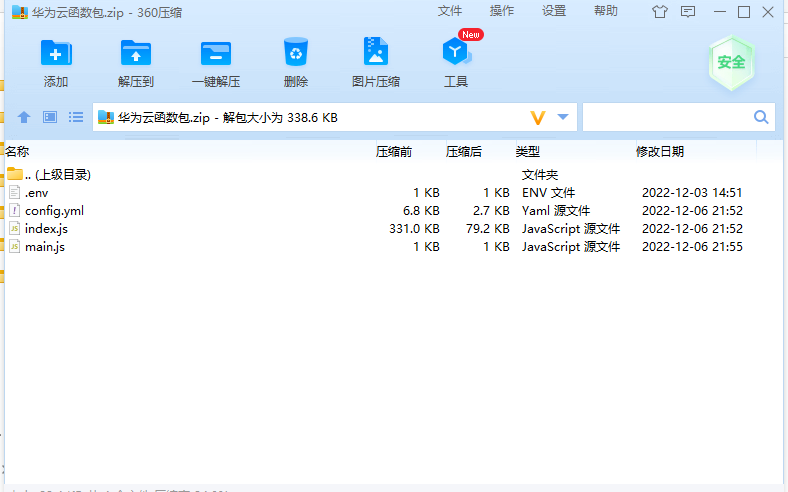 华为云函数包.zip - 360压缩 文件 操作 设置 帮助
添加 解压到 一键解压 删除 图片压缩 New 工具 安全
华为云函数包.zip - 解包大小为 338.6 KB
名称 压缩前 压缩后 类型 修改日期
.. (上级目录) 文件夹
.env 1 KB 1 KB ENV 文件 2022-12-03 14:51
config.yml 6.8 KB 2.7 KB Yaml 源文件 2022-12-06 21:52
index.js 331.0 KB 79.2 KB JavaScript 源文件 2022-12-06 21:52
main.js 1 KB 1 KB JavaScript 源文件 2022-12-06 21:55